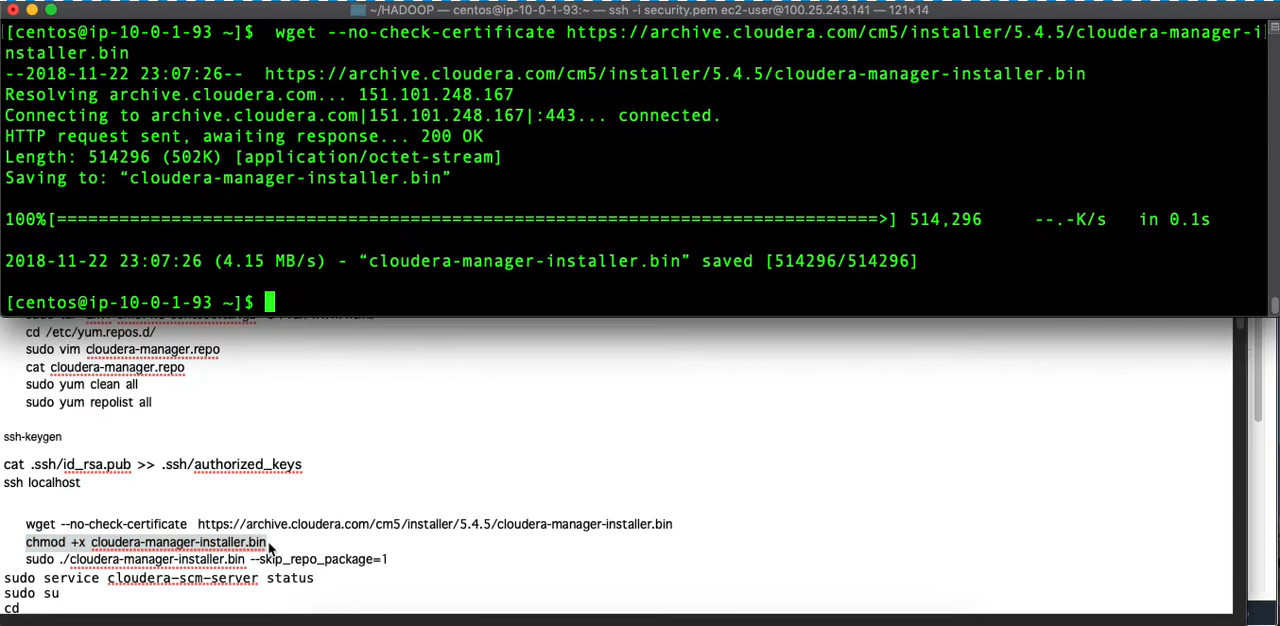 ~/HADOOP — centos@ip-10-0-1-93:~ — ssh -i security.pem ec2-user@100.25.243.141 — 121×14
[centos@ip-10-0-1-93 ~]$  wget --no-check-certificate https://archive.cloudera.com/cm5/installer/5.4.5/cloudera-manager-i
nstaller.bin
--2018-11-22 23:07:26--  https://archive.cloudera.com/cm5/installer/5.4.5/cloudera-manager-installer.bin
Resolving archive.cloudera.com... 151.101.248.167
Connecting to archive.cloudera.com|151.101.248.167|:443... connected.
HTTP request sent, awaiting response... 200 OK
Length: 514296 (502K) [application/octet-stream]
Saving to: “cloudera-manager-installer.bin”
100%[===============================================================================>] 514,296     --.-K/s   in 0.1s
2018-11-22 23:07:26 (4.15 MB/s) - “cloudera-manager-installer.bin” saved [514296/514296]
[centos@ip-10-0-1-93 ~]$
cd /etc/yum.repos.d/
sudo vim cloudera-manager.repo
cat cloudera-manager.repo
sudo yum clean all
sudo yum repolist all
ssh-keygen
cat .ssh/id_rsa.pub >> .ssh/authorized_keys
ssh localhost
wget --no-check-certificate  https://archive.cloudera.com/cm5/installer/5.4.5/cloudera-manager-installer.bin
chmod +x cloudera-manager-installer.bin
sudo ./cloudera-manager-installer.bin --skip_repo_package=1
sudo service cloudera-scm-server status
sudo su
cd